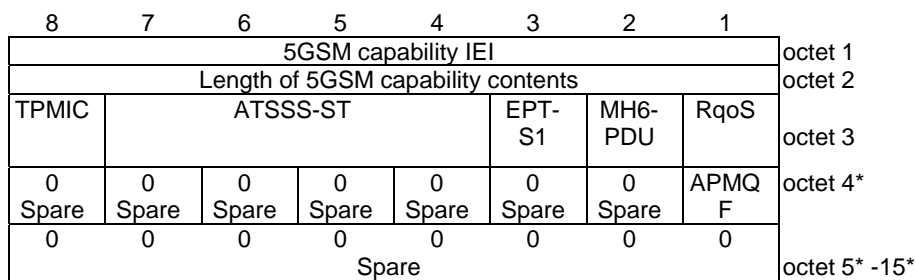 8 7 6 5 4 3 2 1
5GSM capability IEI octet 1
Length of 5GSM capability contents octet 2
TPMIC ATSSS-ST EPT- MH6- RqoS
S1 PDU octet 3
0 0 0 0 0 0 0 APMQ octet 4*
Spare Spare Spare Spare Spare Spare Spare F
0 0 0 0 0 0 0 0
Spare octet 5* -15*